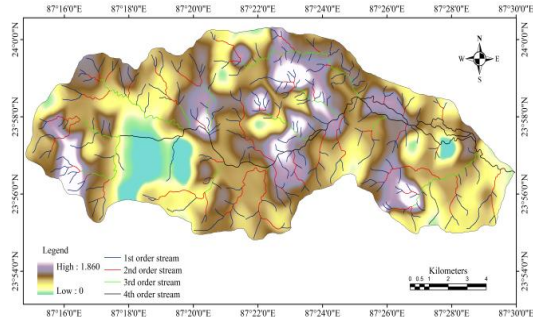 87°16'0"E 87°18'0"E 87°20'0"E 87°22'0"E 87°24'0"E 87°26'0"E 87°28'0"E 87°30'0"E
24°0'0"N 24°0'0"N
N
W E
S
23°58'0"N 23°58'0"N
23°56'0"N 23°56'0"N
23°54'0"N 23°54'0"N
Legend
High : 1.860
Low : 0
1st order stream
2nd order stream
3rd order stream
4th order stream
Kilometers
0 0.5 1 2 3 4
87°16'0"E 87°18'0"E 87°20'0"E 87°22'0"E 87°24'0"E 87°26'0"E 87°28'0"E 87°30'0"E